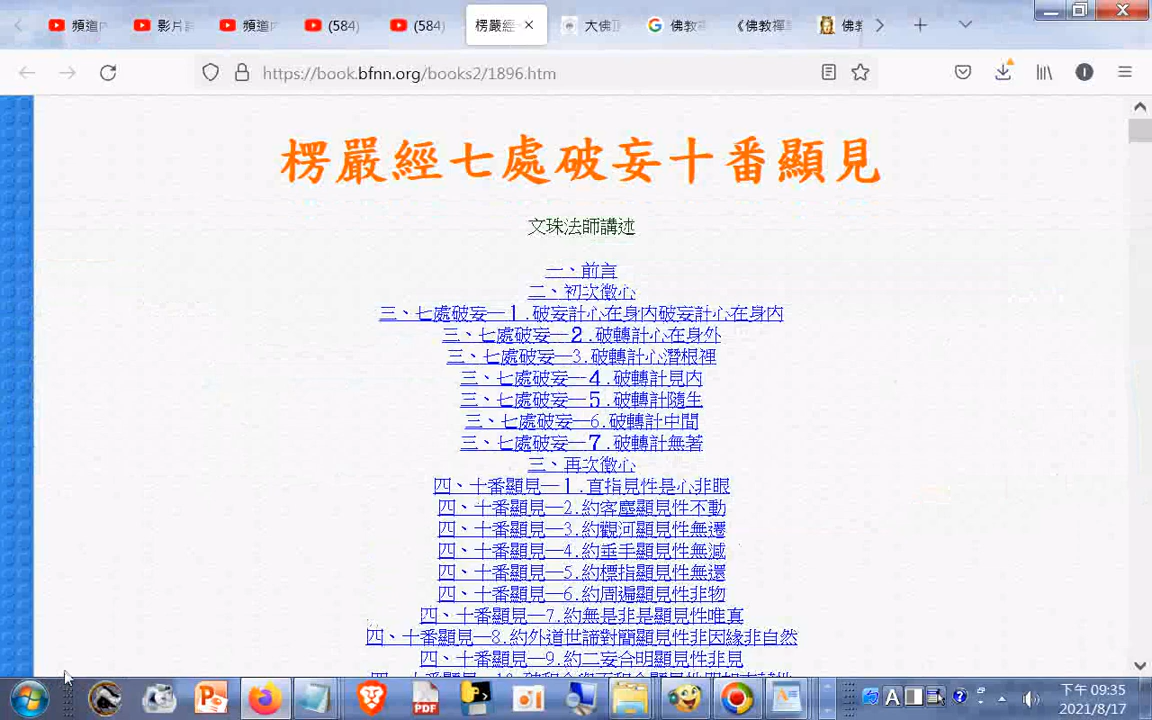 頻道
影片
頻道
(584)
(584)
楞嚴經
大佛
佛教
《佛教禪
佛教
https://book.bfnn.org/books2/1896.htm
楞嚴經七處破妄十番顯見
文珠法師講述
一、前言
二、初次徵心
三、七處破妄—1.破妄計心在身內破妄計心在身內
三、七處破妄—2.破轉計心在身外
三、七處破妄—3.破轉計心潛根裡
三、七處破妄—4.破轉計見內
三、七處破妄—5.破轉計隨生
三、七處破妄—6.破轉計中間
三、七處破妄—7.破轉計無著
三、再次徵心
四、十番顯見—1.直指見性是心非眼
四、十番顯見—2.約客塵顯見性不動
四、十番顯見—3.約觀河顯見性無遷
四、十番顯見—4.約垂手顯見性無減
四、十番顯見—5.約標指顯見性無還
四、十番顯見—6.約周遍顯見性非物
四、十番顯見—7.約無是非是顯見性唯真
四、十番顯見—8.約外道世諦對簡顯見性非因緣非自然
四、十番顯見—9.約二妄合明顯見性非見
PDF
A
下午 09:35
2021/8/17